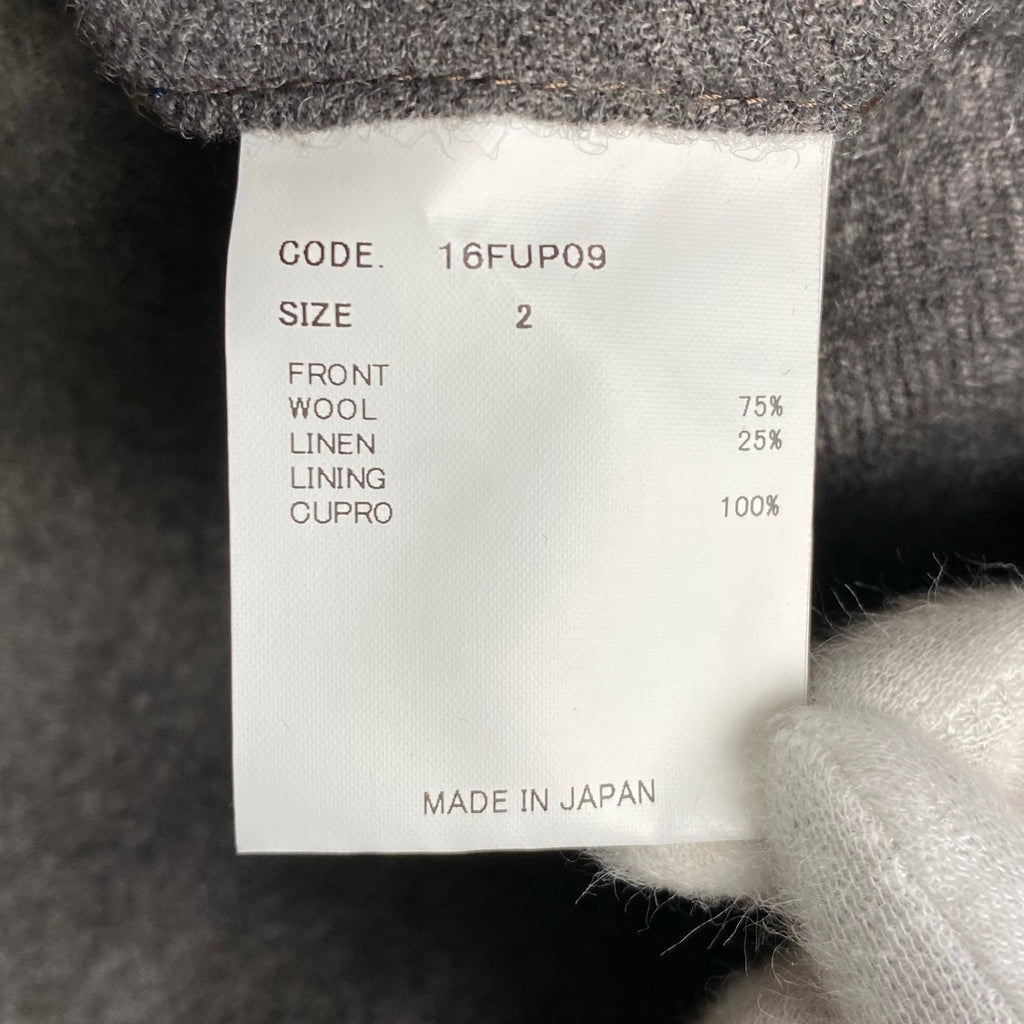 CODE. 16FUP09
SIZE 2
FRONT
WOOL 75%
LINEN 25%
LINING
CUPRO 100%
MADE IN JAPAN